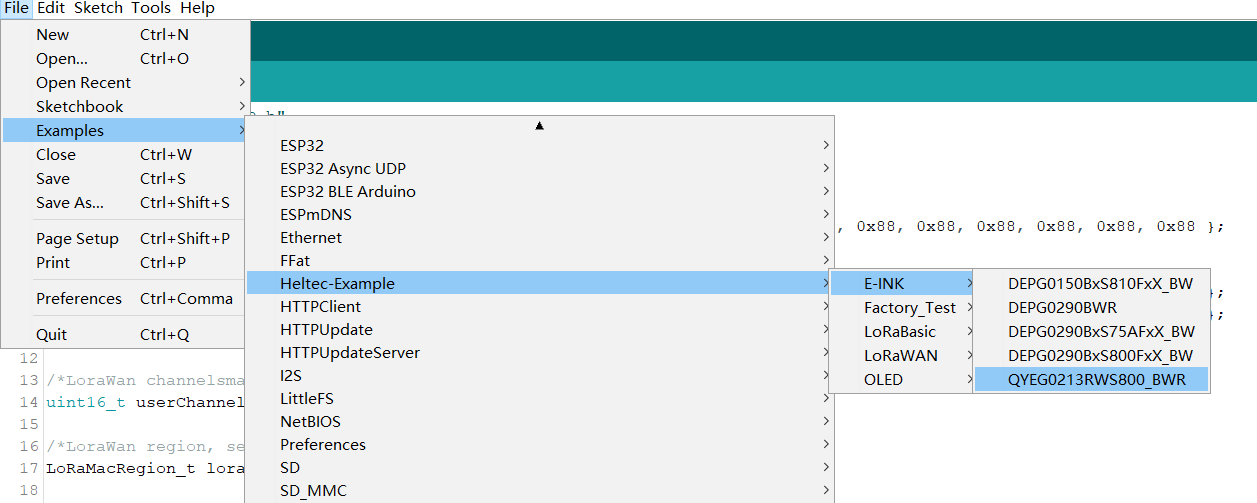 File Edit Sketch Tools Help
New Ctrl+N
Open... Ctrl+O
Open Recent
Sketchbook
Examples
Close Ctrl+W
Save Ctrl+S
Save As... Ctrl+Shift+S
Page Setup Ctrl+Shift+P
Print Ctrl+P
Preferences Ctrl+Comma
Quit Ctrl+Q
ESP32
ESP32 Async UDP
ESP32 BLE Arduino
ESPmDNS
Ethernet
FFat
Heltec-Example
HTTPClient
HTTPUpdate
HTTPUpdateServer
I2S
LittleFS
NetBIOS
Preferences
SD
SD_MMC
E-INK
Factory_Test
LoRaBasic
LoRaWAN
OLED
DEPG0150BxS810FxX_BW
DEPG0290BWR
DEPG0290BxS75AFxX_BW
DEPG0290BxS800FxX_BW
QYEG0213RWS800_BWR
, 0x88, 0x88, 0x88, 0x88, 0x88, 0x88 };
};
};
12
13 /*LoraWan channelsma
14 uint16_t userChannel
15
16 /*LoraWan region, se
17 LoRaMacRegion_t lora
18